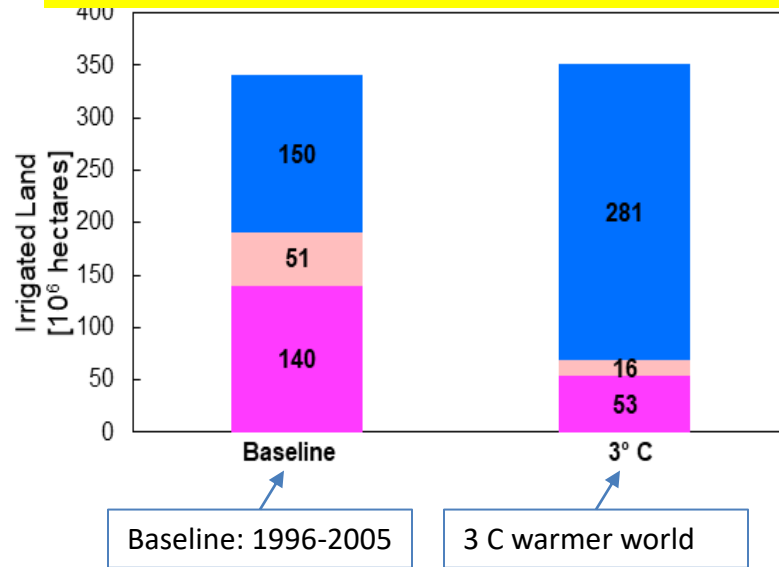 400
350
300
250
200
150
100
50
0
Irrigated Land
[10⁶ hectares]
150
51
140
281
16
53
Baseline
3° C
Baseline: 1996-2005
3 C warmer world